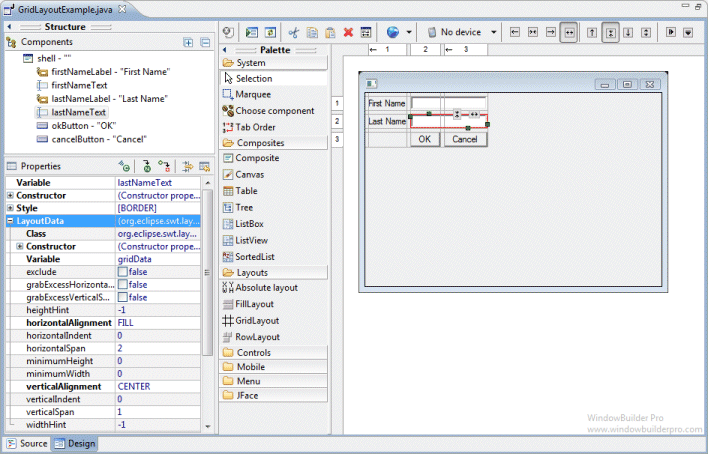 GridLayoutExample.java
Structure
Components
shell - ""
firstNameLabel - "First Name"
firstNameText
lastNameLabel - "Last Name"
lastNameText
okButton - "OK"
cancelButton - "Cancel"
Properties
Variable lastNameText
Constructor (Constructor prope...
Style [BORDER]
LayoutData (org.eclipse.swt.lay...
Class org.eclipse.swt.lay...
Constructor (Constructor prope...
Variable gridData
exclude false
grabExcessHorizonta... false
grabExcessVerticalS... false
heightHint -1
horizontalAlignment FILL
horizontalIndent 0
horizontalSpan 2
minimumHeight 0
minimumWidth 0
verticalAlignment CENTER
verticalIndent 0
verticalSpan 1
widthHint -1
Source Design
Palette
System
Selection
Marquee
Choose component
Tab Order
Composites
Composite
Canvas
Table
Tree
ListBox
ListView
SortedList
Layouts
Absolute layout
FillLayout
GridLayout
RowLayout
Controls
Mobile
Menu
JFace
No device
1 2 3
1
2
3
First Name
Last Name
OK Cancel
WindowBuilder Pro
www.windowbuilderpro.com